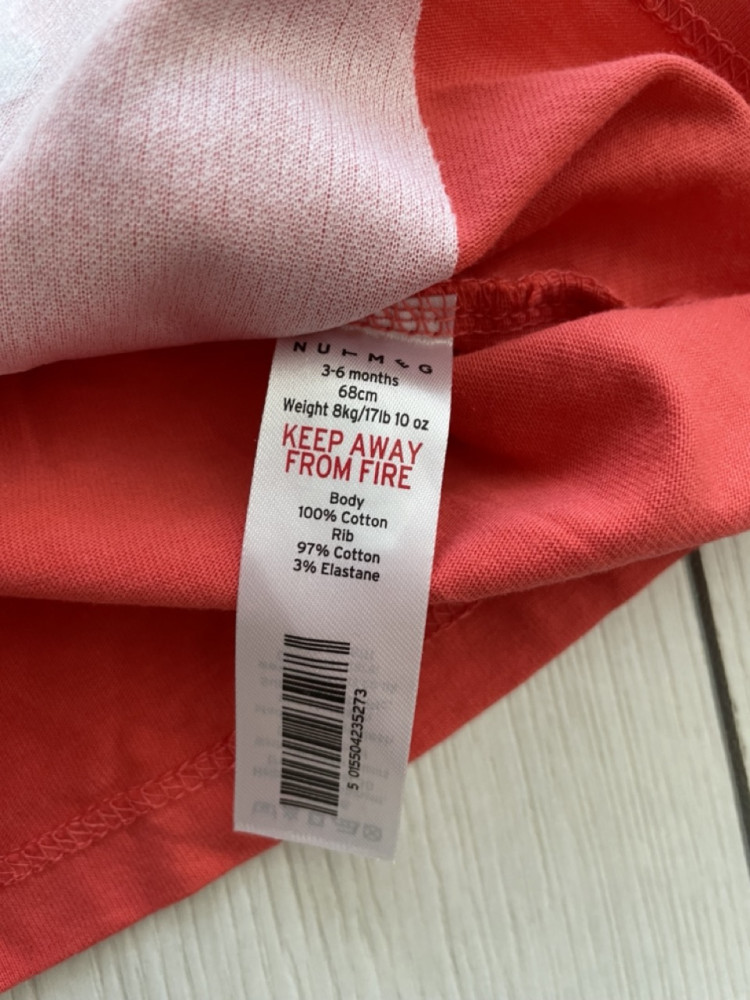 NUTMEG
3-6 months
68cm
Weight 8kg/17lb 10 oz
KEEP AWAY
FROM FIRE
Body
100% Cotton
Rib
97% Cotton
3% Elastane
5 015504235273